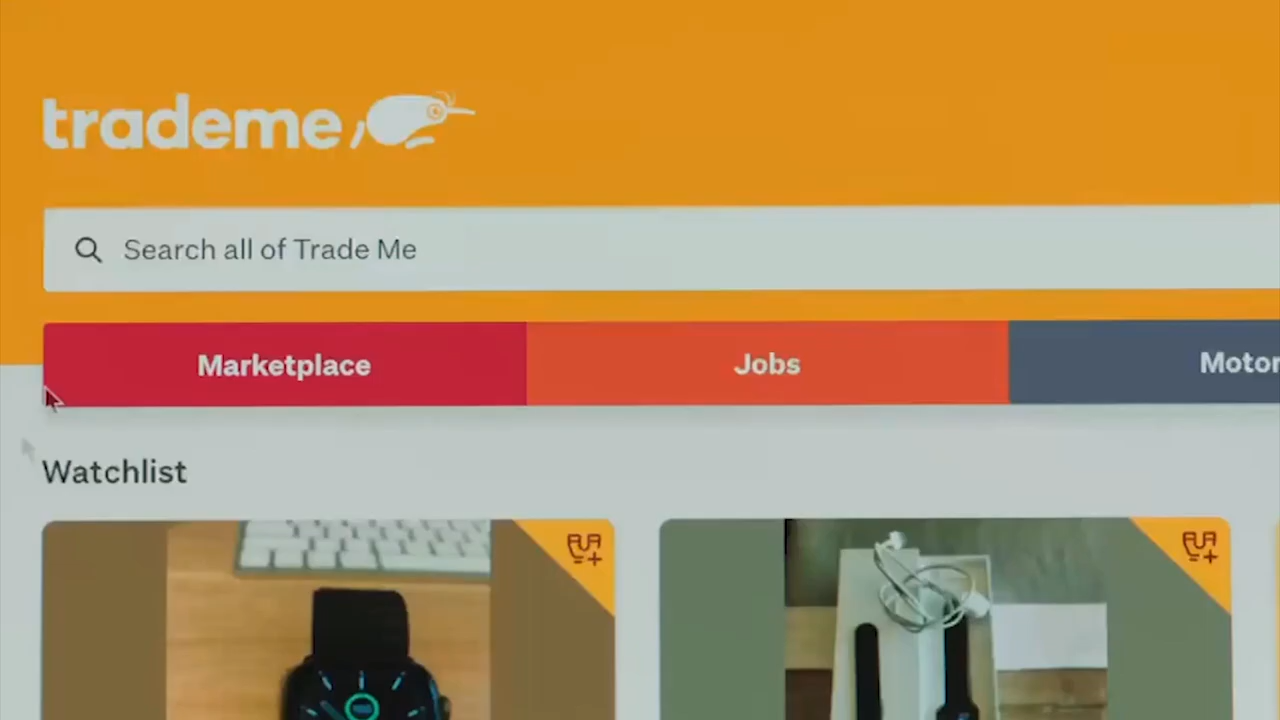 trademe
Search all of Trade Me
Marketplace
Jobs
Motor
Watchlist